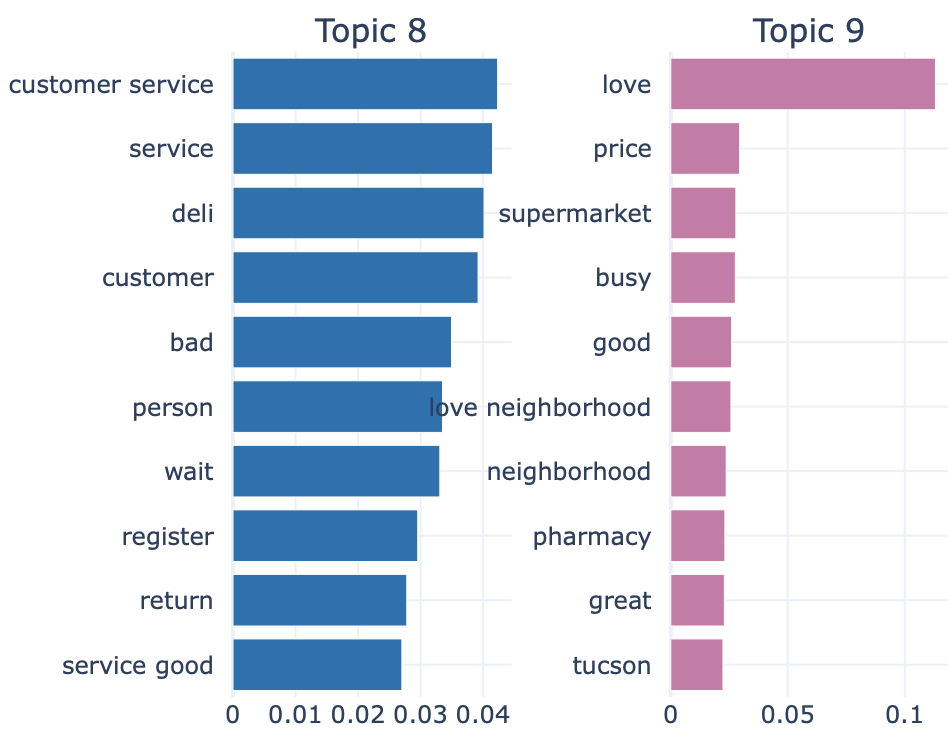 Topic 8
customer service
service
deli
customer
bad
person
wait
register
return
service good
0 0.01 0.02 0.03 0.04
Topic 9
love
price
supermarket
busy
good
love neighborhood
neighborhood
pharmacy
great
tucson
0 0.05 0.1